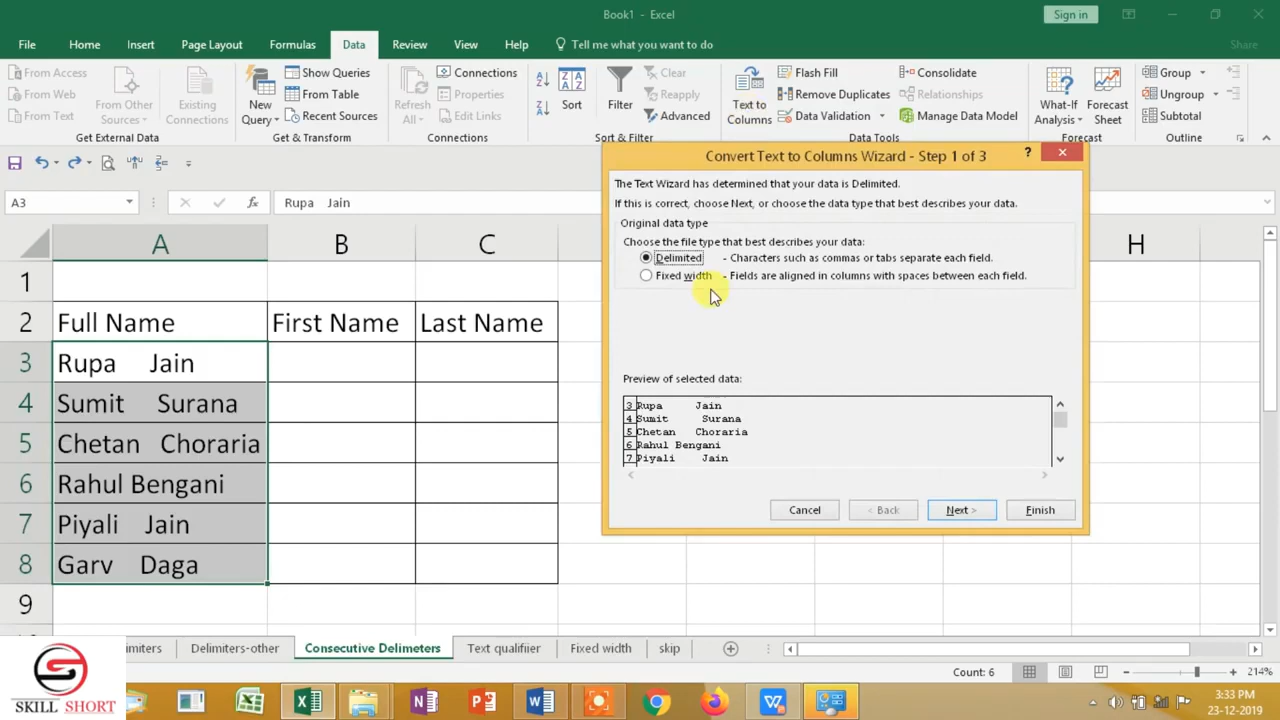 Book1 - Excel
Sign in
File Home Insert Page Layout Formulas Data Review View Help Tell me what you want to do Share
From Access
From Web
From Text
From Other Sources
Existing Connections
Get External Data
New Query
Show Queries
From Table
Recent Sources
Get & Transform
Refresh All
Connections
Properties
Edit Links
Connections
Sort
Filter
Clear
Reapply
Advanced
Sort & Filter
Text to Columns
Flash Fill
Remove Duplicates
Data Validation
Consolidate
Relationships
Manage Data Model
Data Tools
What-If Analysis
Forecast Sheet
Forecast
Group
Ungroup
Subtotal
Outline
A3
fx
Rupa Jain
A B C H
1
2 Full Name First Name Last Name
3 Rupa Jain
4 Sumit Surana
5 Chetan Choraria
6 Rahul Bengani
7 Piyali Jain
8 Garv Daga
9
Convert Text to Columns Wizard - Step 1 of 3
?
The Text Wizard has determined that your data is Delimited.
If this is correct, choose Next, or choose the data type that best describes your data.
Original data type
Choose the file type that best describes your data:
Delimited - Characters such as commas or tabs separate each field.
Fixed width - Fields are aligned in columns with spaces between each field.
Preview of selected data:
3 Rupa Jain
4 Sumit Surana
5 Chetan Choraria
6 Rahul Bengani
7 Piyali Jain
Cancel < Back Next > Finish
Delimiters-other Consecutive Delimeters Text qualifiier Fixed width skip
Count: 6
214%
SKILL SHORT
3:33 PM
23-12-2019